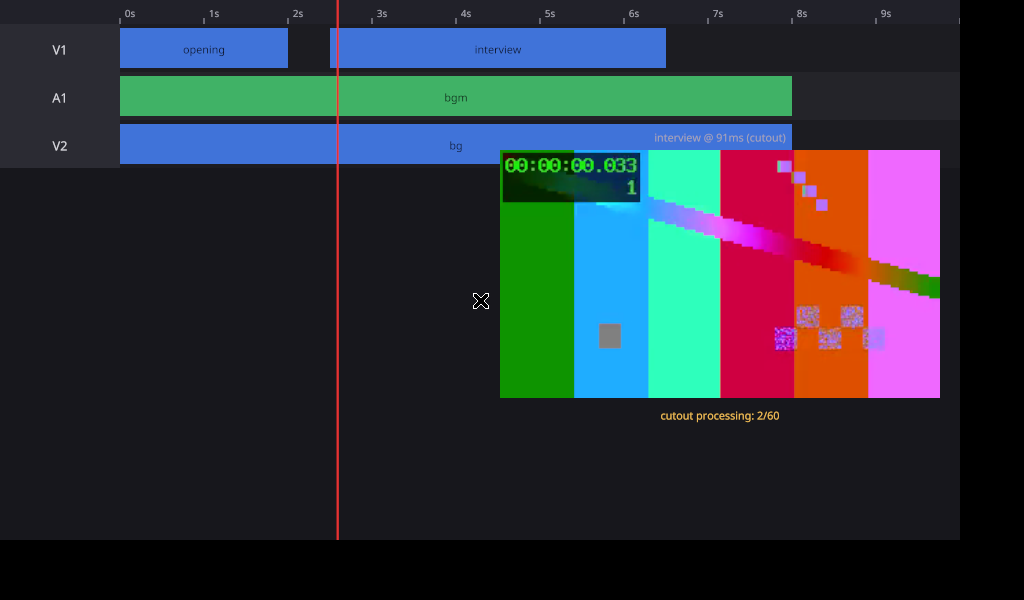 0s 1s 2s 3s 4s 5s 6s 7s 8s 9s
V1 opening interview
A1 bgm
V2 bg
interview @ 91ms (cutout)
00:00:00.033
1
cutout processing: 2/60